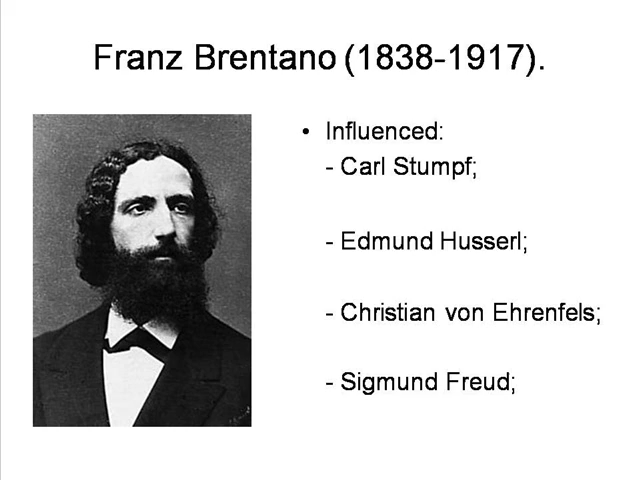 Franz Brentano (1838-1917).
• Influenced:
- Carl Stumpf;
- Edmund Husserl;
- Christian von Ehrenfels;
- Sigmund Freud;